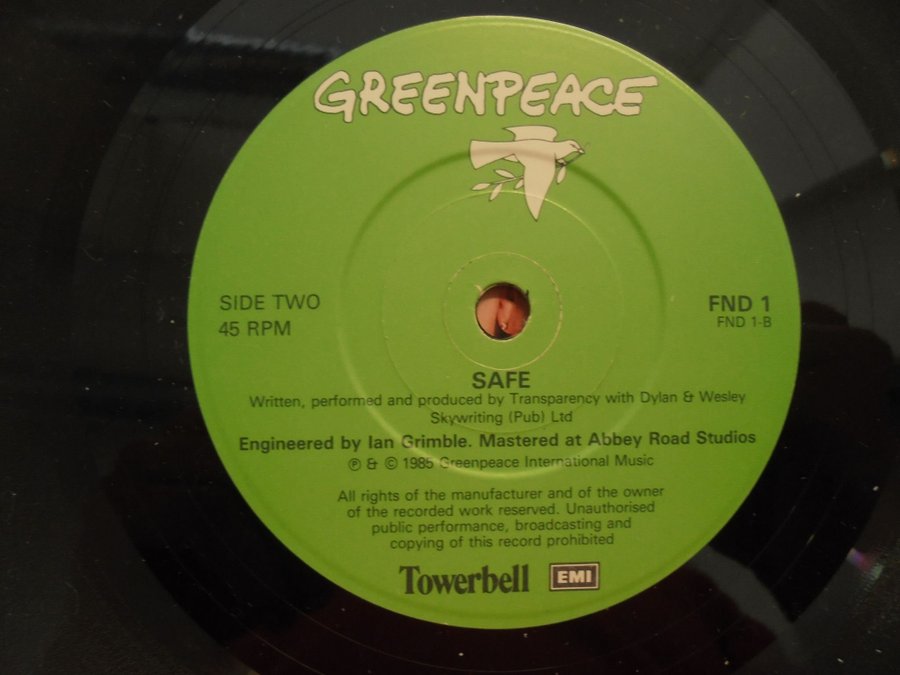 GREENPEACE
SIDE TWO
45 RPM
FND 1
FND 1-B
SAFE
Written, performed and produced by Transparency with Dylan & Wesley
Skywriting (Pub) Ltd
Engineered by Ian Grimble. Mastered at Abbey Road Studios
℗ & © 1985 Greenpeace International Music
All rights of the manufacturer and of the owner
of the recorded work reserved. Unauthorised
public performance, broadcasting and
copying of this record prohibited
Towerbell EMI